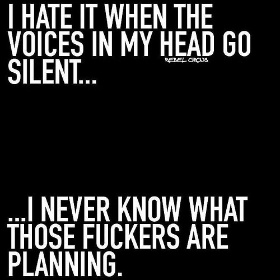 I HATE IT WHEN THE
VOICES IN MY HEAD GO
REBEL CIRCUS
SILENT...
...I NEVER KNOW WHAT
THOSE FUCKERS ARE
PLANNING.